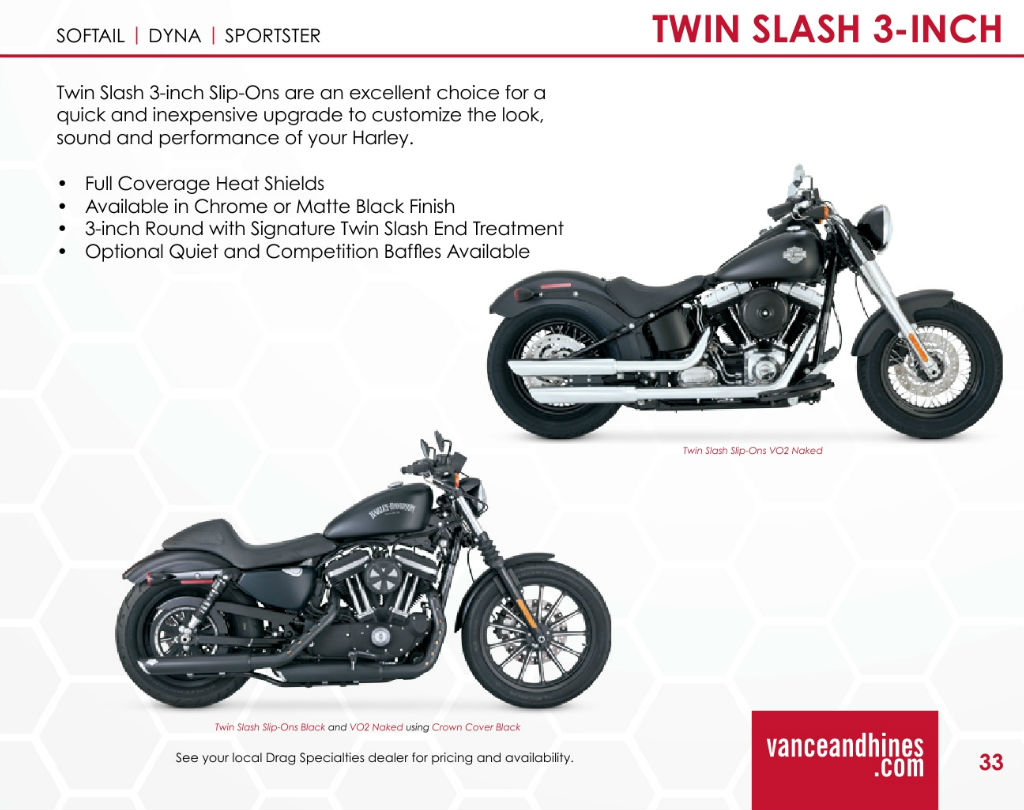 SOFTAIL | DYNA | SPORTSTER
TWIN SLASH 3-INCH
Twin Slash 3-inch Slip-Ons are an excellent choice for a
quick and inexpensive upgrade to customize the look,
sound and performance of your Harley.
• Full Coverage Heat Shields
• Available in Chrome or Matte Black Finish
• 3-inch Round with Signature Twin Slash End Treatment
• Optional Quiet and Competition Baffles Available
Twin Slash Slip-Ons VO2 Naked
HARLEY-DAVIDSON
Twin Slash Slip-Ons Black and VO2 Naked using Crown Cover Black
See your local Drag Specialties dealer for pricing and availability.
vanceandhines
.com
33